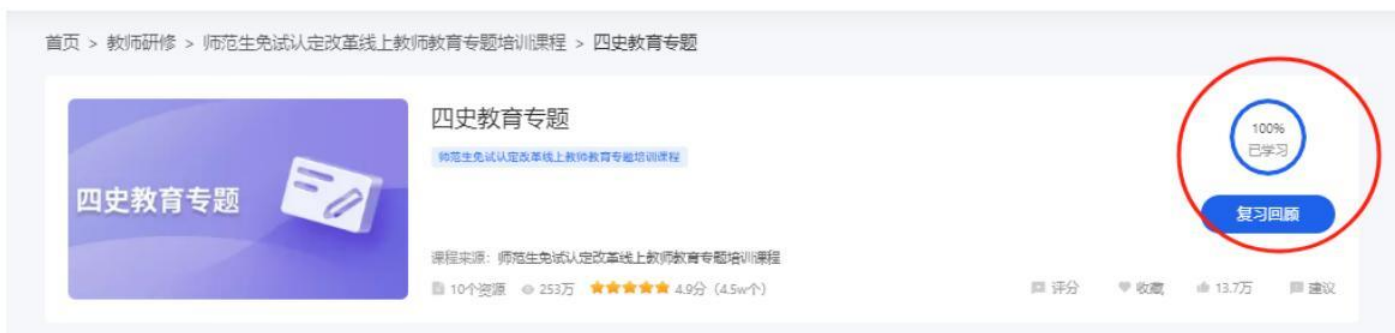 首页 > 教师研修 > 师范生免试认定改革线上教师教育专题培训课程 > 四史教育专题
四史教育专题
四史教育专题
师范生免试认定改革线上教师教育专题培训课程
100%
已学习
复习回顾
课程来源：师范生免试认定改革线上教师教育专题培训课程
10个资源 253万 4.9分（4.5w个） 评分 收藏 13.7万 建议